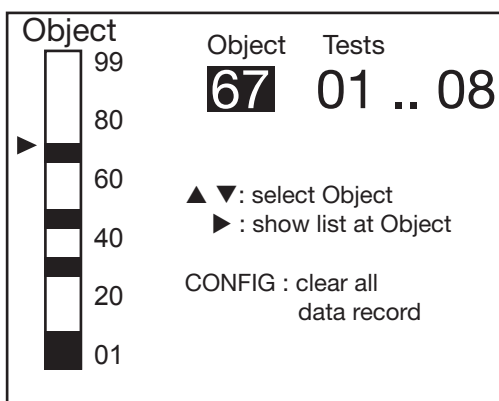 Object
99
80
60
40
20
01
Object Tests
67 01 .. 08
▲ ▼: select Object
▶ : show list at Object
CONFIG : clear all
data record